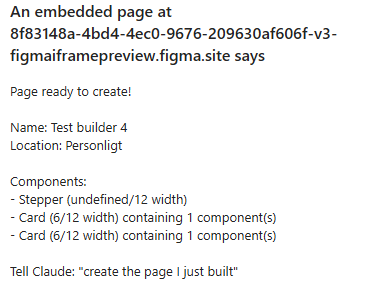 An embedded page at
8f83148a-4bd4-4ec0-9676-209630af606f-v3-
figmaiframepreview.figma.site says
Page ready to create!
Name: Test builder 4
Location: Personligt
Components:
- Stepper (undefined/12 width)
- Card (6/12 width) containing 1 component(s)
- Card (6/12 width) containing 1 component(s)
Tell Claude: "create the page I just built"